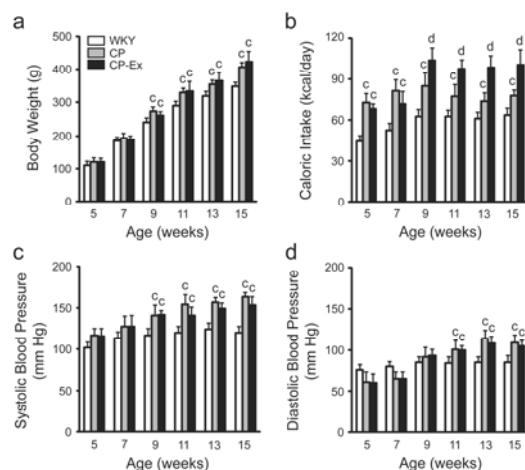 a
WKY
CP
CP-Ex
Body Weight (g)
500
400
300
200
100
0
c c
c c
c c
c c
5 7 9 11 13 15
Age (weeks)
b
Caloric Intake (kcal/day)
120
90
60
30
0
c c
c c
c d
c d
c d
c d
5 7 9 11 13 15
Age (weeks)
c
Systolic Blood Pressure
(mm Hg)
200
150
100
50
0
c c
c c
c c
c c
5 7 9 11 13 15
Age (weeks)
d
Diastolic Blood Pressure
(mm Hg)
200
150
100
50
0
c c
c c
c c
5 7 9 11 13 15
Age (weeks)